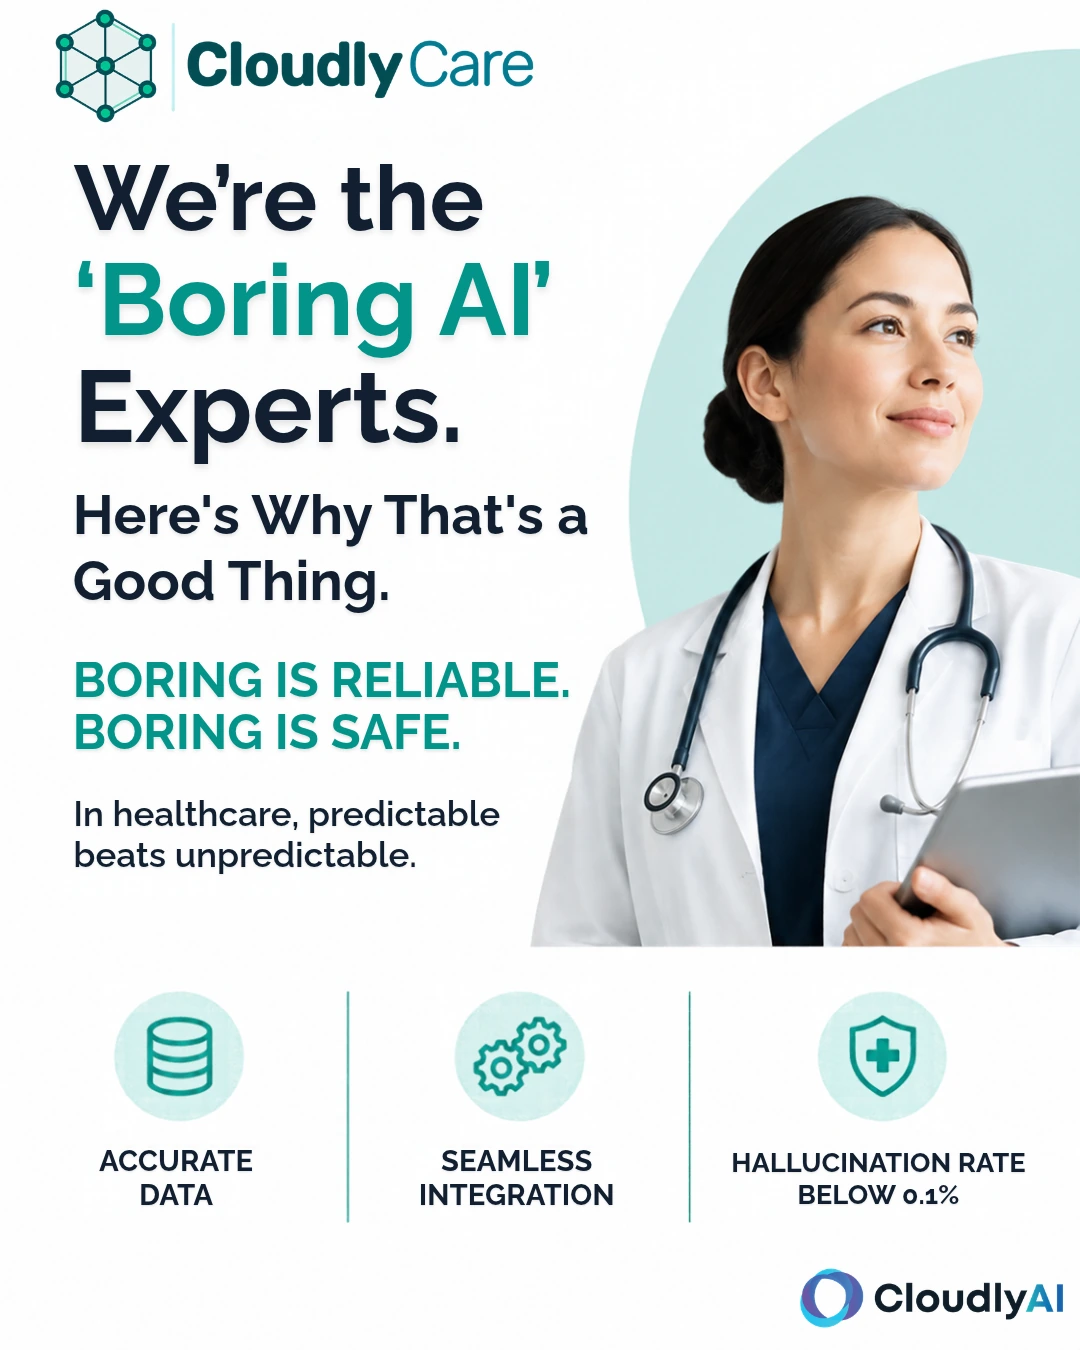 Cloudly Care
We’re the
‘Boring AI’
Experts.
Here's Why That's a
Good Thing.
BORING IS RELIABLE.
BORING IS SAFE.
In healthcare, predictable
beats unpredictable.
ACCURATE
DATA
SEAMLESS
INTEGRATION
HALLUCINATION RATE
BELOW 0.1%
CloudlyAI